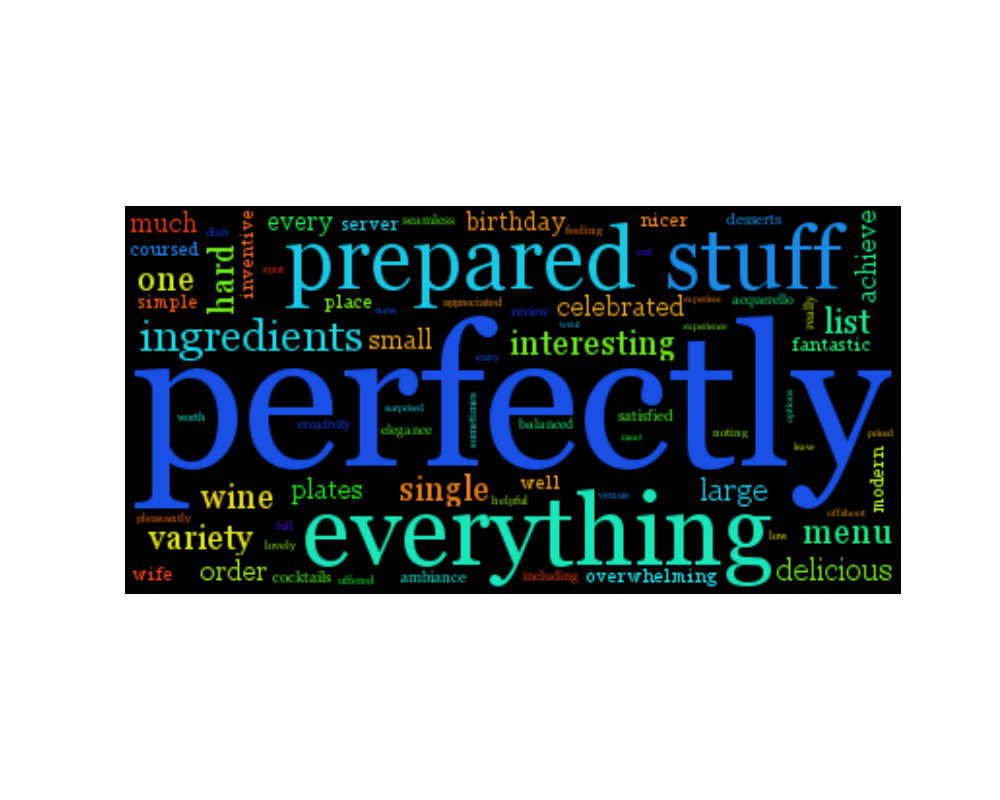 much
every
server
seamless
birthday
feeling
nicer
desserts
achieve
coursed
dish
hard
inventive
prepared
stuff
one
spot
simple
place
new
appreciated
review
celebrated
experience
acquerello
really
list
ingredients
small
went
interesting
experience
fantastic
easy
perfectly
worth
creativity
surprised
elegance
sometimes
balanced
satisfied
meat
noting
options
leave
priced
modern
wine
plates
single
helpful
well
venue
large
pleasantly
offshoot
variety
full
lovely
everything
low
menu
wife
order
cocktails
offered
ambiance
including
overwhelming
delicious